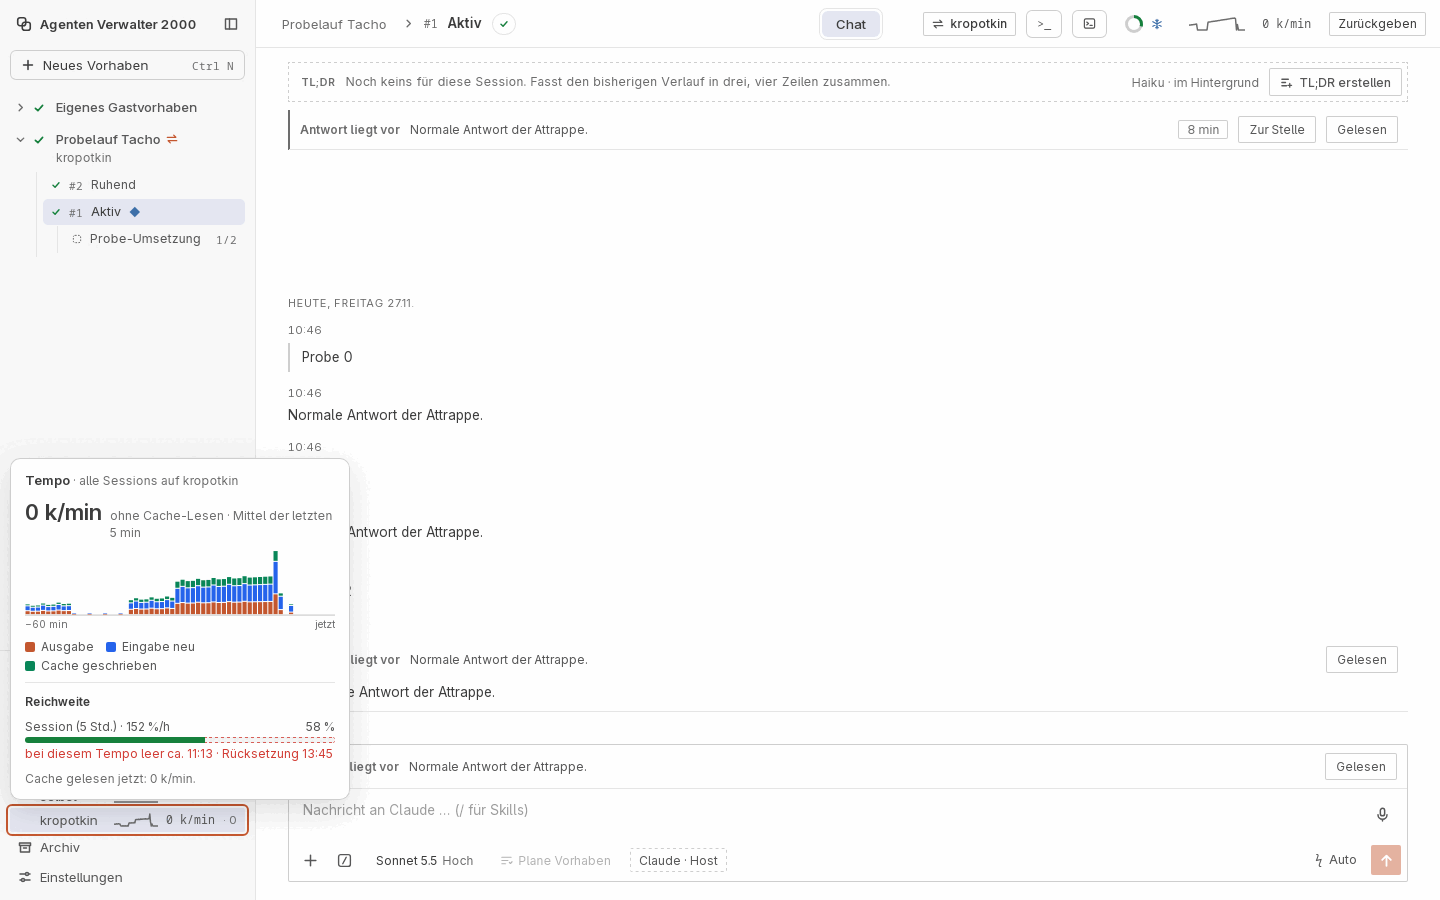 Agenten Verwalter 2000
Neues Vorhaben Ctrl N
Eigenes Gastvorhaben
Probelauf Tacho
kropotkin
#2 Ruhend
#1 Aktiv
Probe-Umsetzung 1/2
Probelauf Tacho #1 Aktiv
Chat
kropotkin
>_
0 k/min
Zurückgeben
TL;DR Noch keins für diese Session. Fasst den bisherigen Verlauf in drei, vier Zeilen zusammen.
Haiku · im Hintergrund
TL;DR erstellen
Antwort liegt vor Normale Antwort der Attrappe.
8 min
Zur Stelle
Gelesen
HEUTE, FREITAG 27.11.
10:46
Probe 0
10:46
Normale Antwort der Attrappe.
10:46
Antwort der Attrappe.
liegt vor Normale Antwort der Attrappe.
Gelesen
e Antwort der Attrappe.
liegt vor Normale Antwort der Attrappe.
Gelesen
Nachricht an Claude … (/ für Skills)
Sonnet 5.5 Hoch
Plane Vorhaben
Claude · Host
Auto
Tempo · alle Sessions auf kropotkin
0 k/min ohne Cache-Lesen · Mittel der letzten
5 min
−60 min jetzt
Ausgabe Eingabe neu
Cache geschrieben
Reichweite
Session (5 Std.) · 152 %/h 58 %
bei diesem Tempo leer ca. 11:13 · Rücksetzung 13:45
Cache gelesen jetzt: 0 k/min.
kropotkin 0 k/min · 0
Archiv
Einstellungen